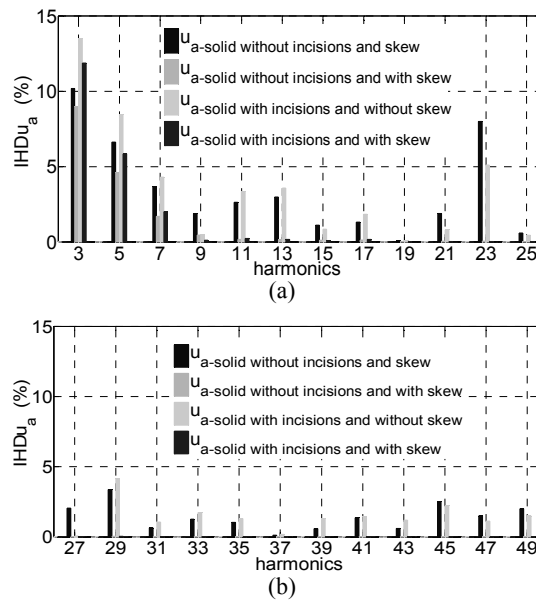 15
10
5
0
IHDu_a (%)
u_a-solid without incisions and skew
u_a-solid without incisions and with skew
u_a-solid with incisions and without skew
u_a-solid with incisions and with skew
3 5 7 9 11 13 15 17 19 21 23 25
harmonics
(a)
15
10
5
0
IHDu_a (%)
u_a-solid without incisions and skew
u_a-solid without incisions and with skew
u_a-solid with incisions and without skew
u_a-solid with incisions and with skew
27 29 31 33 35 37 39 41 43 45 47 49
harmonics
(b)